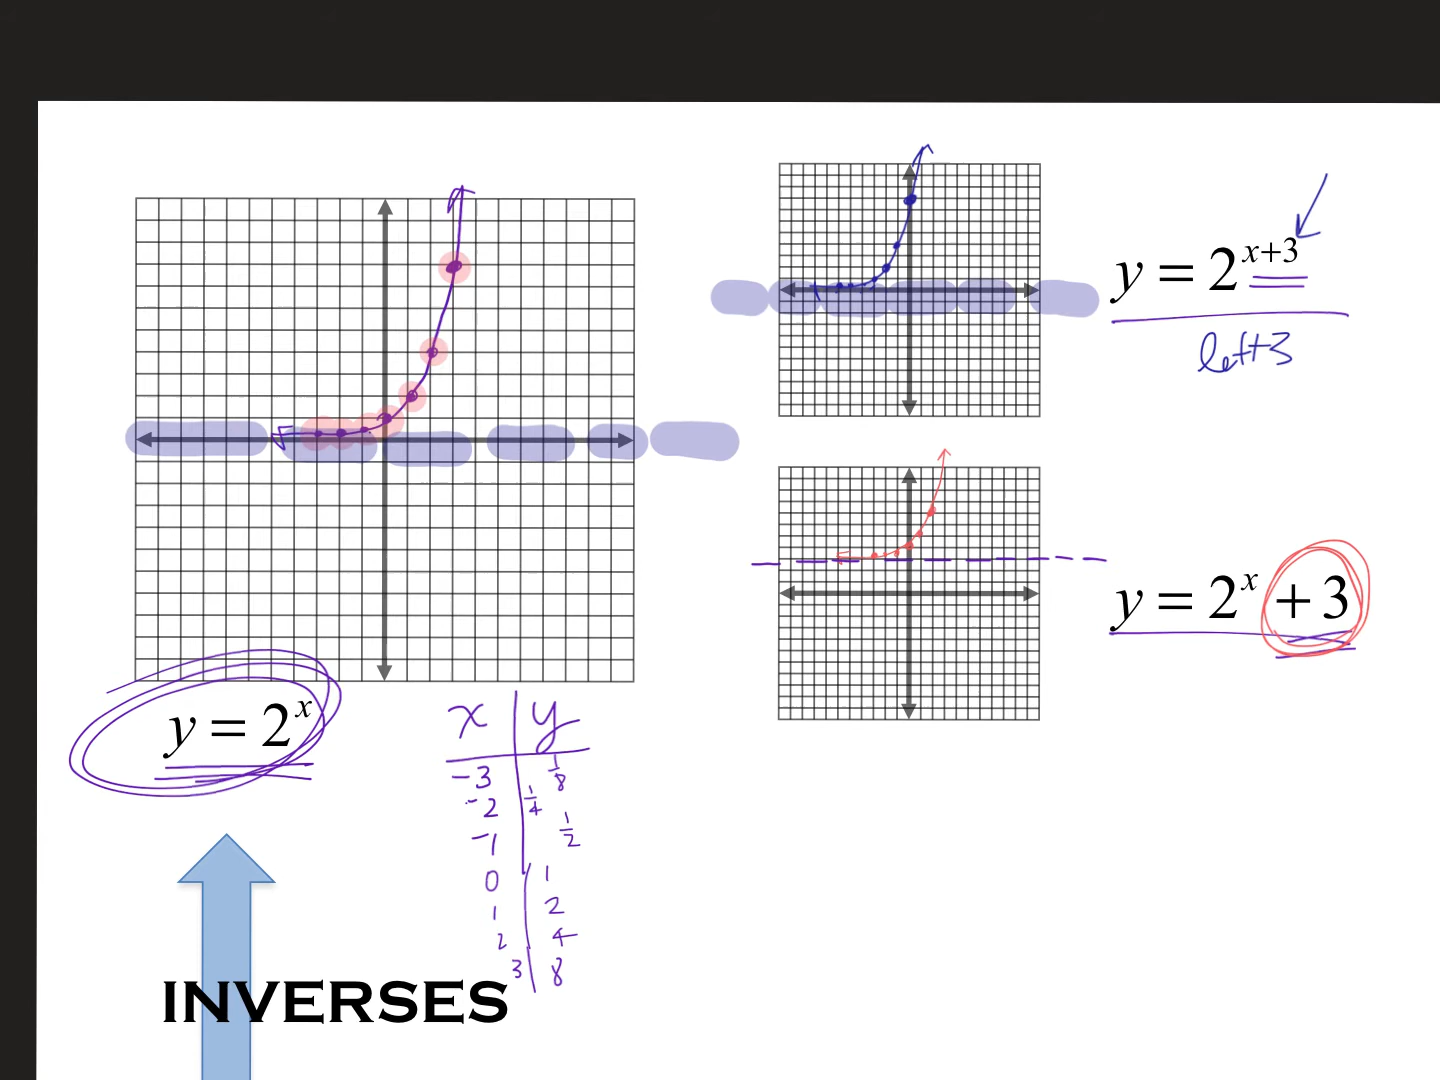 y = 2^{x+3}
left 3
y = 2^x + 3
y = 2^x
x | y
-3 | 1/8
-2 | 1/4
-1 | 1/2
0 | 1
1 | 2
2 | 4
3 | 8
INVERSES